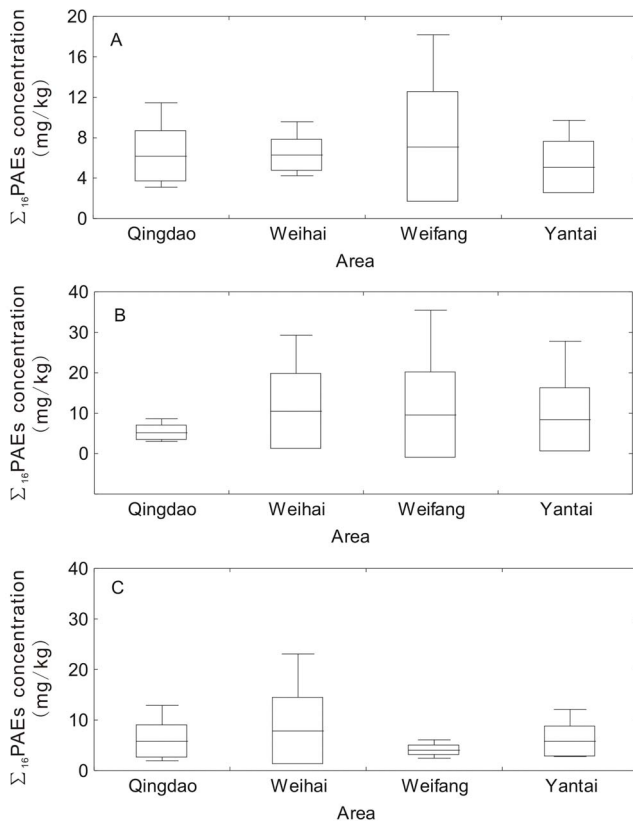 A
20
16
12
8
4
0
Σ₁₆PAEs concentration
(mg/kg)
Qingdao Weihai Weifang Yantai
Area
B
40
30
20
10
0
Σ₁₆PAEs concentration
(mg/kg)
Qingdao Weihai Weifang Yantai
Area
C
40
30
20
10
0
Σ₁₆PAEs concentration
(mg/kg)
Qingdao Weihai Weifang Yantai
Area